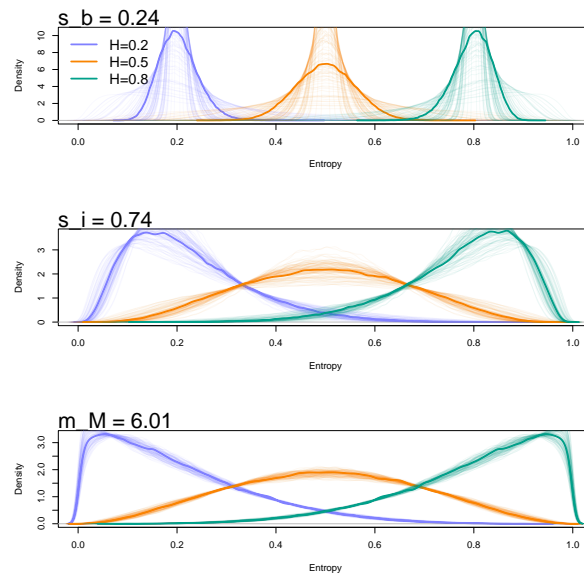 s_b = 0.24
Density
0 2 4 6 8 10
H=0.2
H=0.5
H=0.8
0.0 0.2 0.4 0.6 0.8 1.0
Entropy
s_i = 0.74
Density
0 1 2 3
0.0 0.2 0.4 0.6 0.8 1.0
Entropy
m_M = 6.01
Density
0.0 1.0 2.0 3.0
0.0 0.2 0.4 0.6 0.8 1.0
Entropy